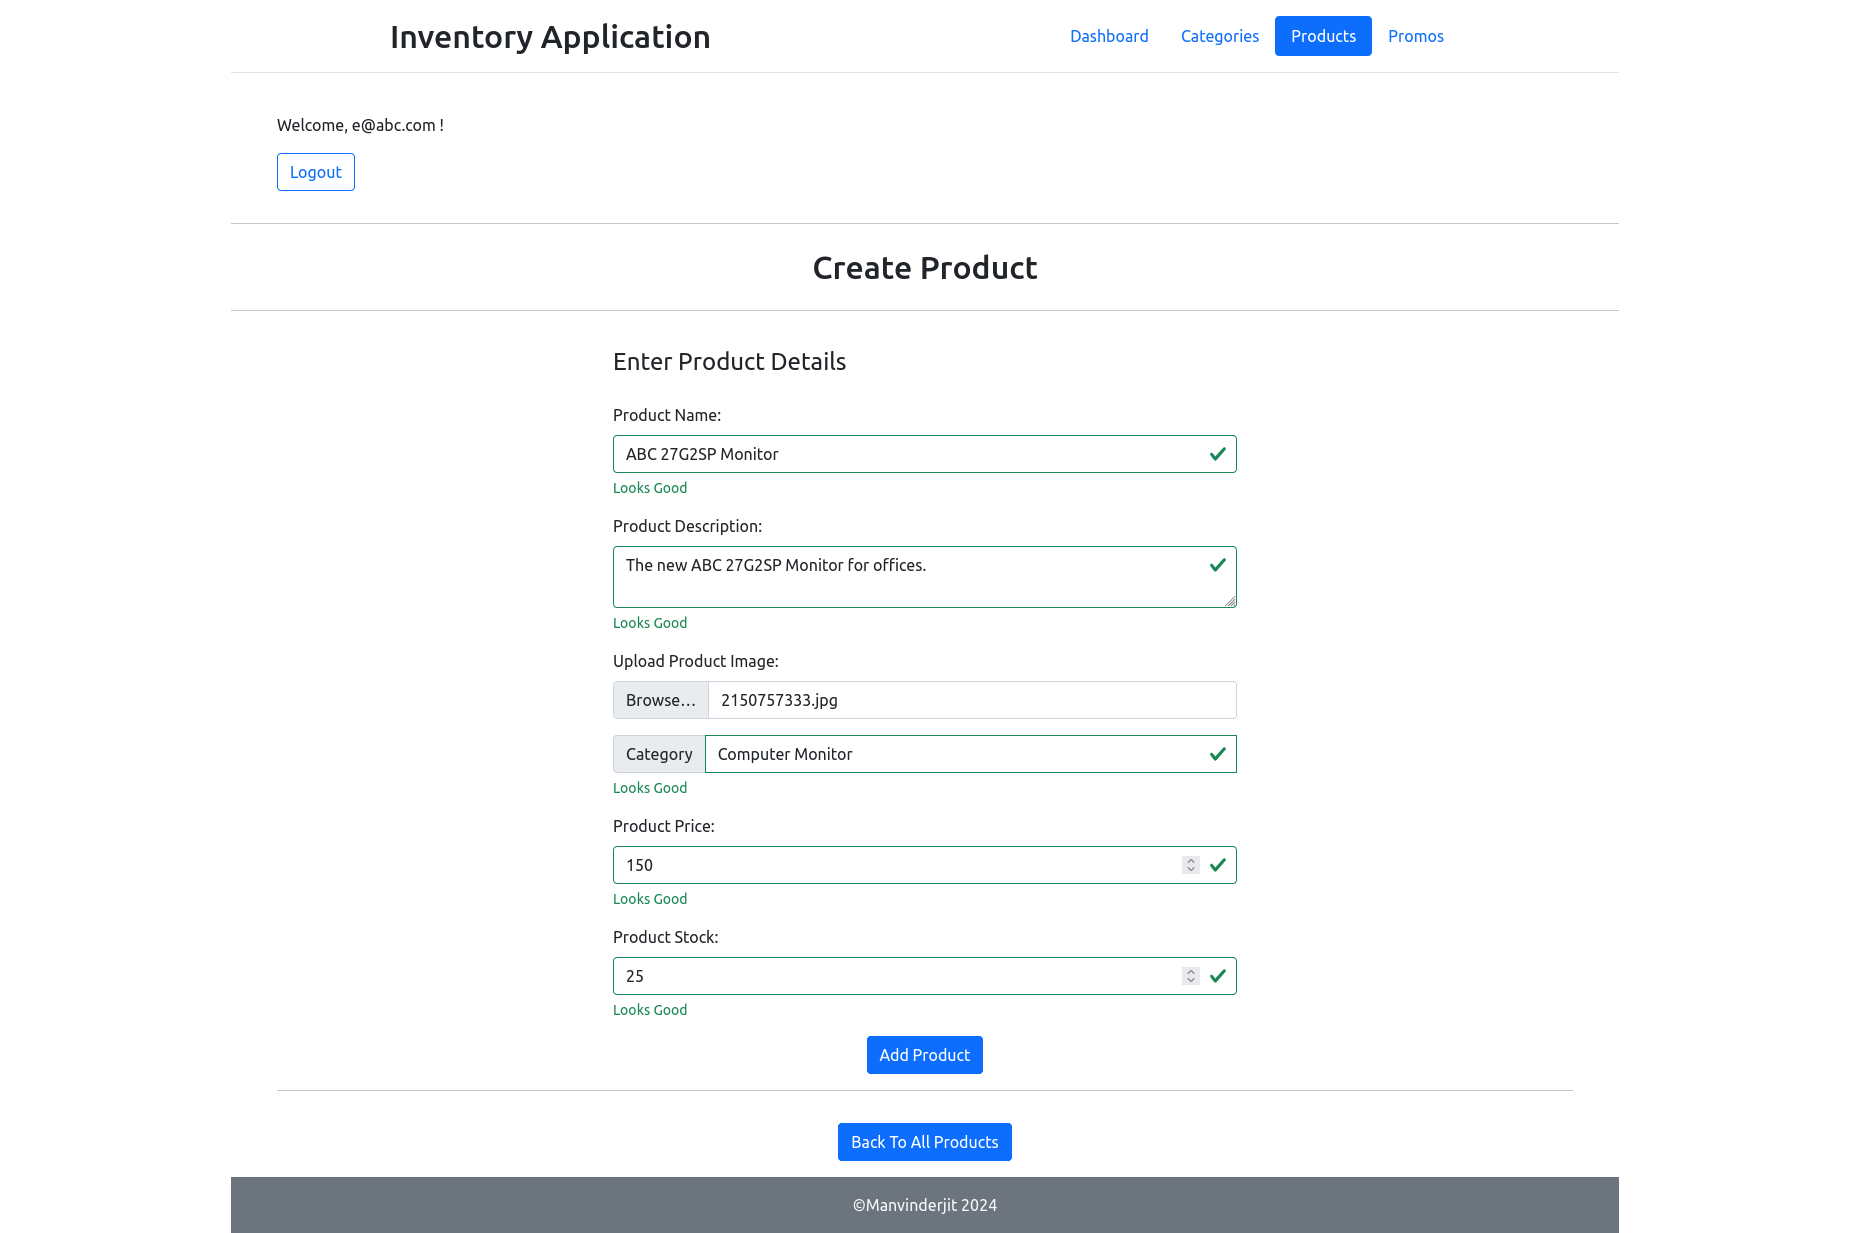 Inventory Application
Dashboard Categories Products Promos
Welcome, e@abc.com !
Logout
Create Product
Enter Product Details
Product Name:
ABC 27G2SP Monitor
Looks Good
Product Description:
The new ABC 27G2SP Monitor for offices.
Looks Good
Upload Product Image:
Browse... 2150757333.jpg
Category Computer Monitor
Looks Good
Product Price:
150
Looks Good
Product Stock:
25
Looks Good
Add Product
Back To All Products
©Manvinderjit 2024